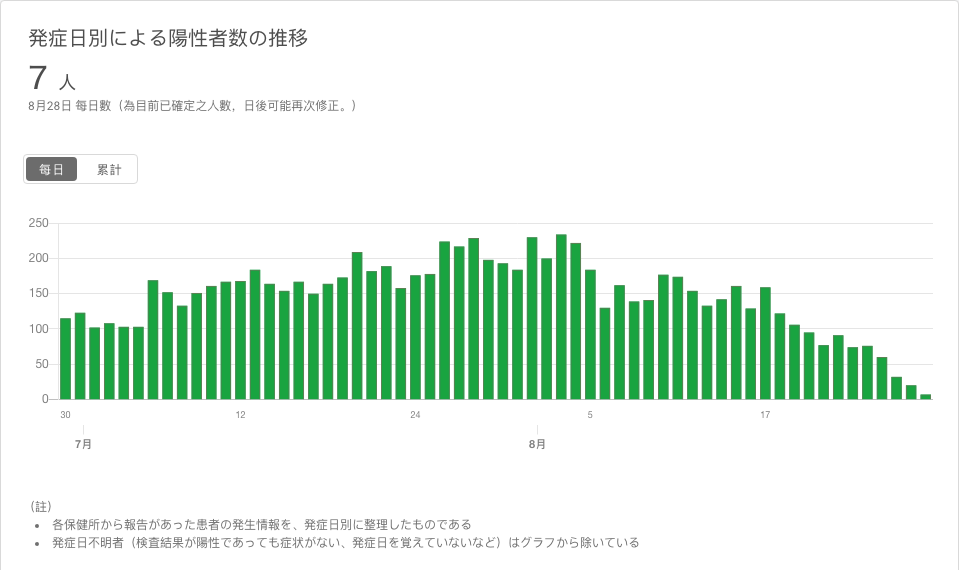 発症日別による陽性者数の推移
7 人
8月28日 每日數（為目前已確定之人數，日後可能再次修正。）
每日 累計
250
200
150
100
50
0
30 12 24 5 17
7月 8月
（註）
• 各保健所から報告があった患者の発生情報を、発症日別に整理したものである
• 発症日不明者（検査結果が陽性であっても症状がない、発症日を覚えていないなど）はグラフから除いている